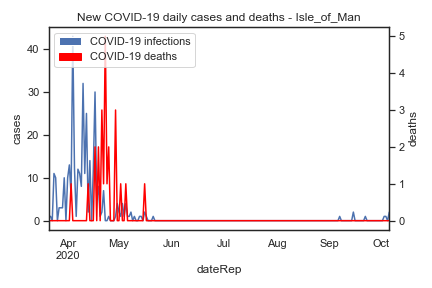 New COVID-19 daily cases and deaths - Isle_of_Man
COVID-19 infections
COVID-19 deaths
40
30
20
10
0
cases
5
4
3
2
1
0
deaths
Apr May Jun Jul Aug Sep Oct
2020
dateRep